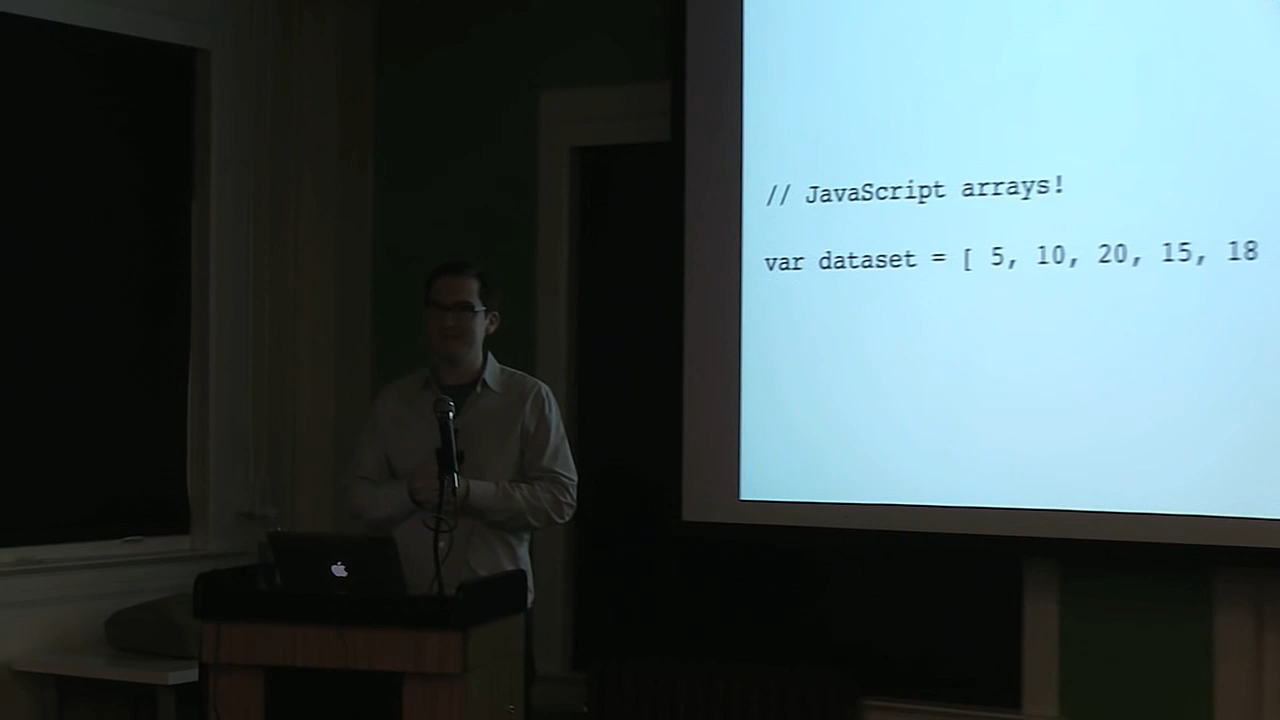 // JavaScript arrays!
var dataset = [ 5, 10, 20, 15, 18